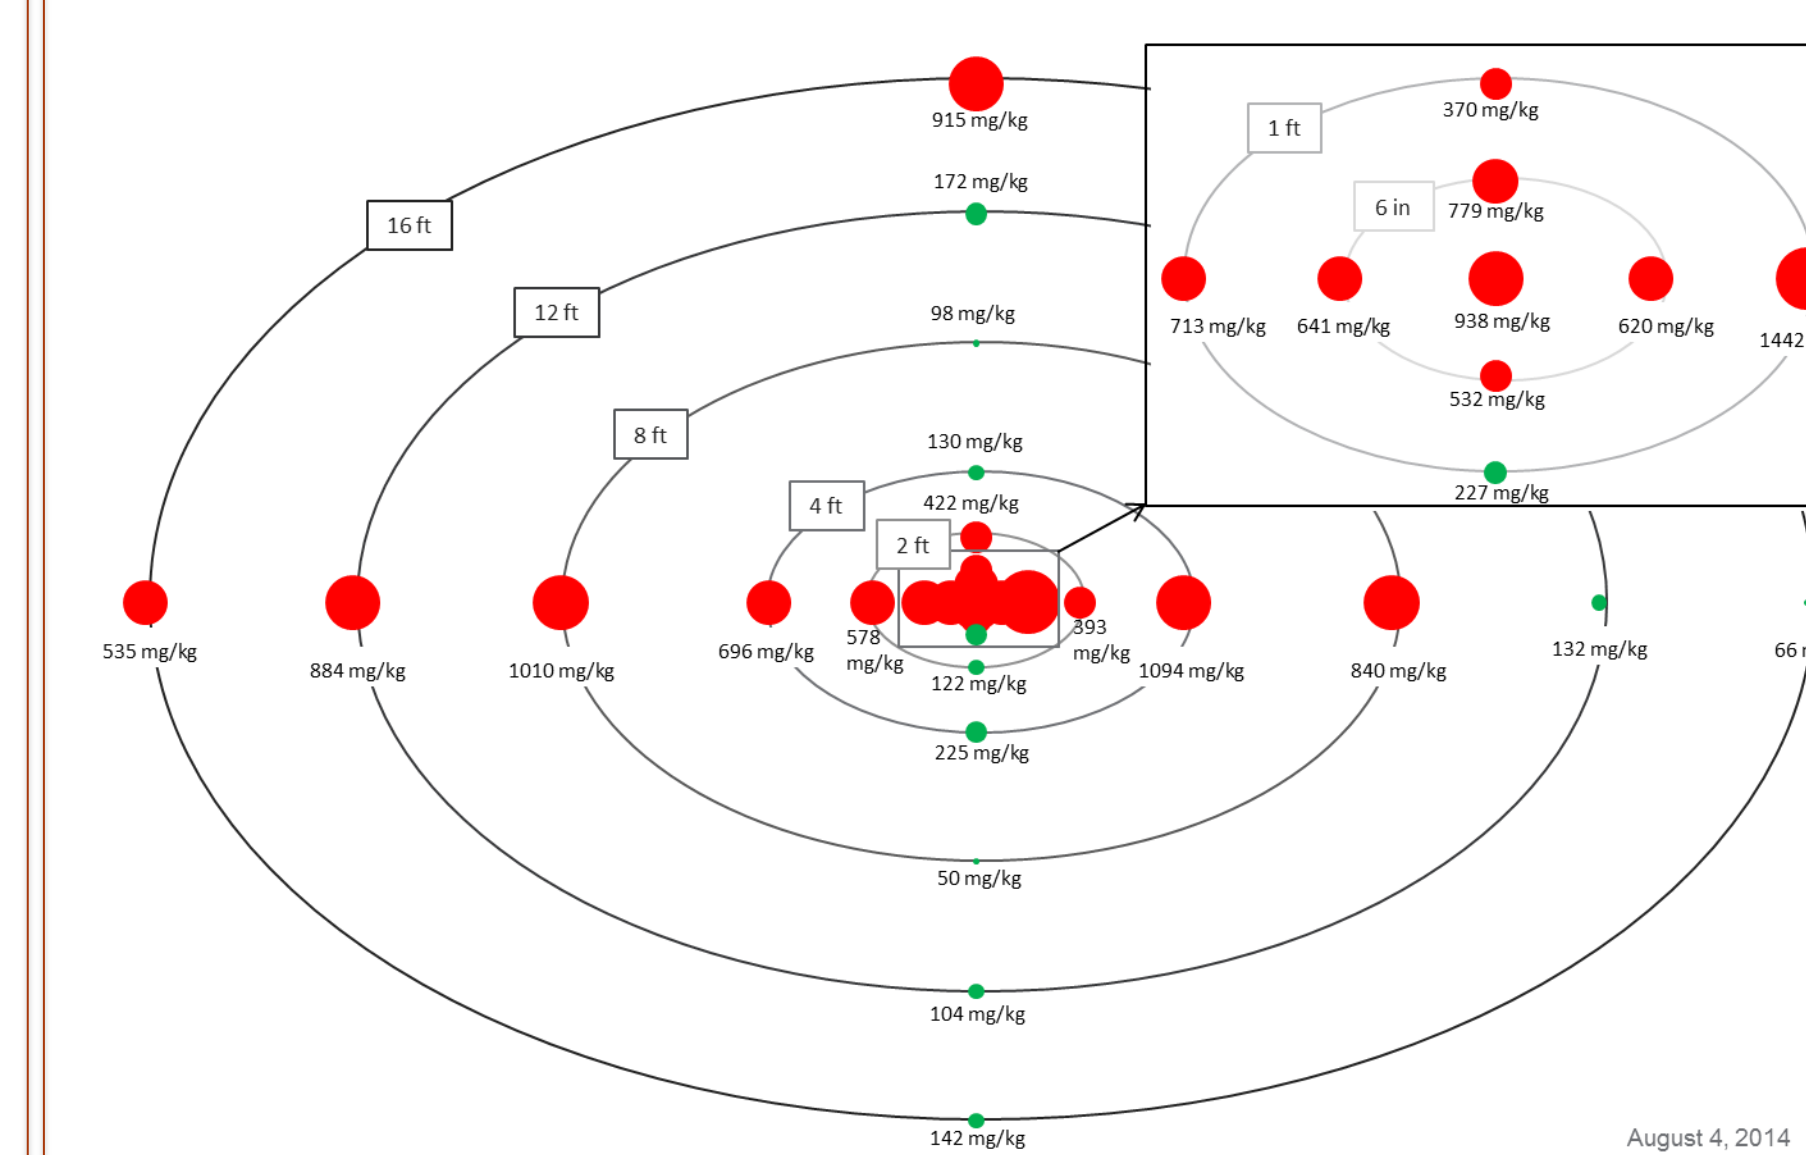 915 mg/kg
370 mg/kg
1 ft
172 mg/kg
6 in
779 mg/kg
16 ft
12 ft
98 mg/kg
713 mg/kg
641 mg/kg
938 mg/kg
620 mg/kg
1442
532 mg/kg
8 ft
130 mg/kg
227 mg/kg
4 ft
422 mg/kg
2 ft
535 mg/kg
884 mg/kg
1010 mg/kg
696 mg/kg
578
mg/kg
393
mg/kg
1094 mg/kg
840 mg/kg
132 mg/kg
66
122 mg/kg
225 mg/kg
50 mg/kg
104 mg/kg
142 mg/kg
August 4, 2014